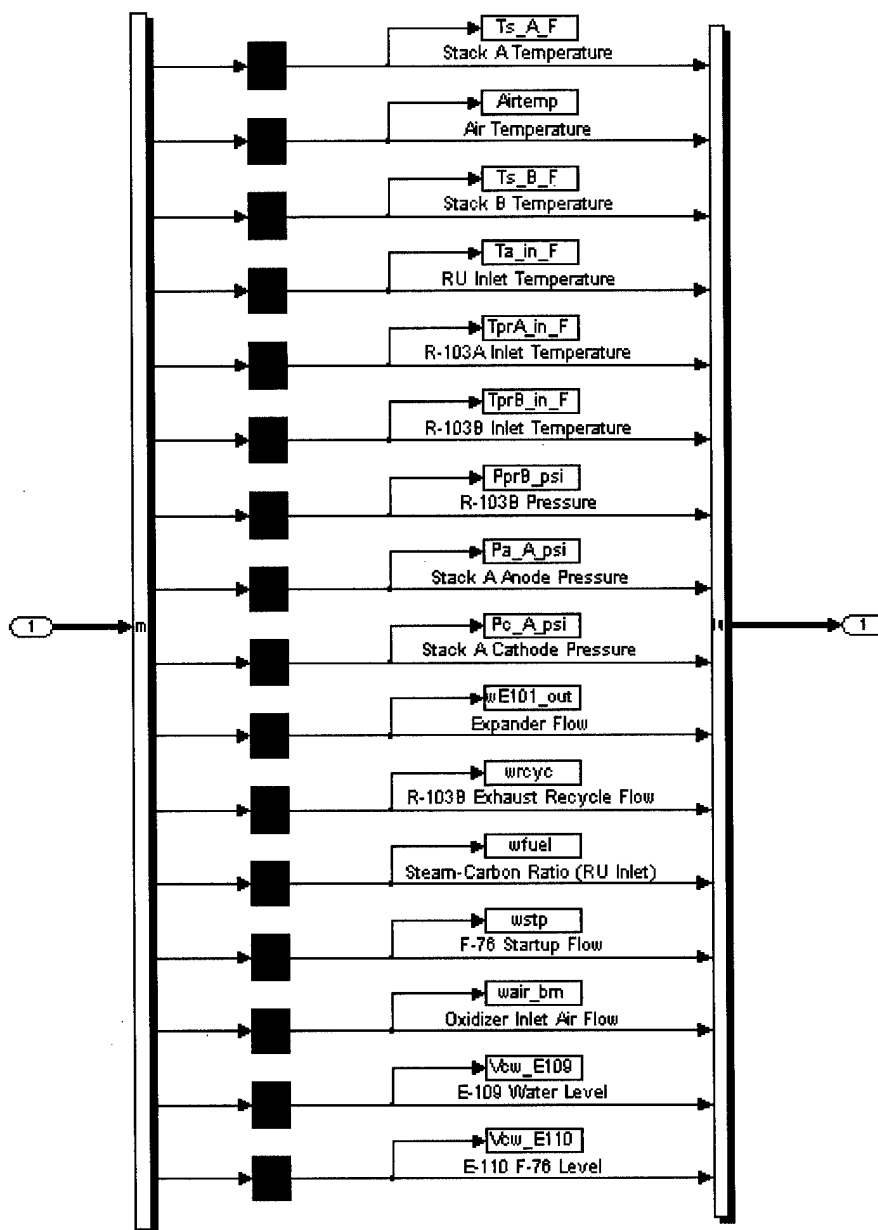 Ts_A_F
Stack A Temperature
Airtemp
Air Temperature
Ts_B_F
Stack B Temperature
Ta_in_F
RU Inlet Temperature
TprA_in_F
R-103A Inlet Temperature
TprB_in_F
R-103B Inlet Temperature
PprB_psi
R-103B Pressure
Pa_A_psi
Stack A Anode Pressure
1 m Pc_A_psi 1
Stack A Cathode Pressure
wE101_out
Expander Flow
wrcyc
R-103B Exhaust Recycle Flow
wfuel
Steam-Carbon Ratio (RU Inlet)
wstp
F-76 Startup Flow
wair_brn
Oxidizer Inlet Air Flow
Vcw_E109
E-109 Water Level
Vcw_E110
E-110 F-76 Level